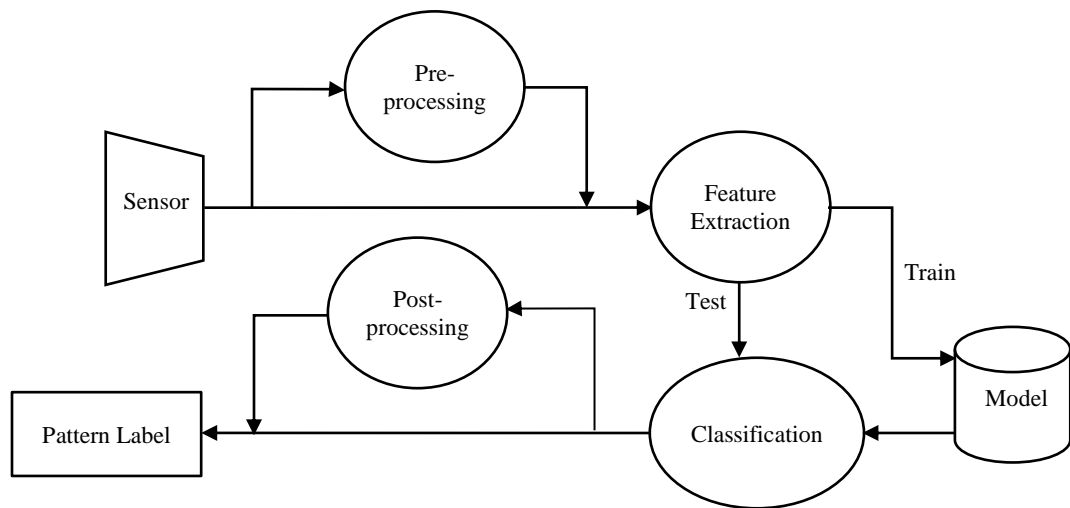 Pre-
processing
Sensor
Feature
Extraction
Train
Test
Post-
processing
Model
Pattern Label
Classification